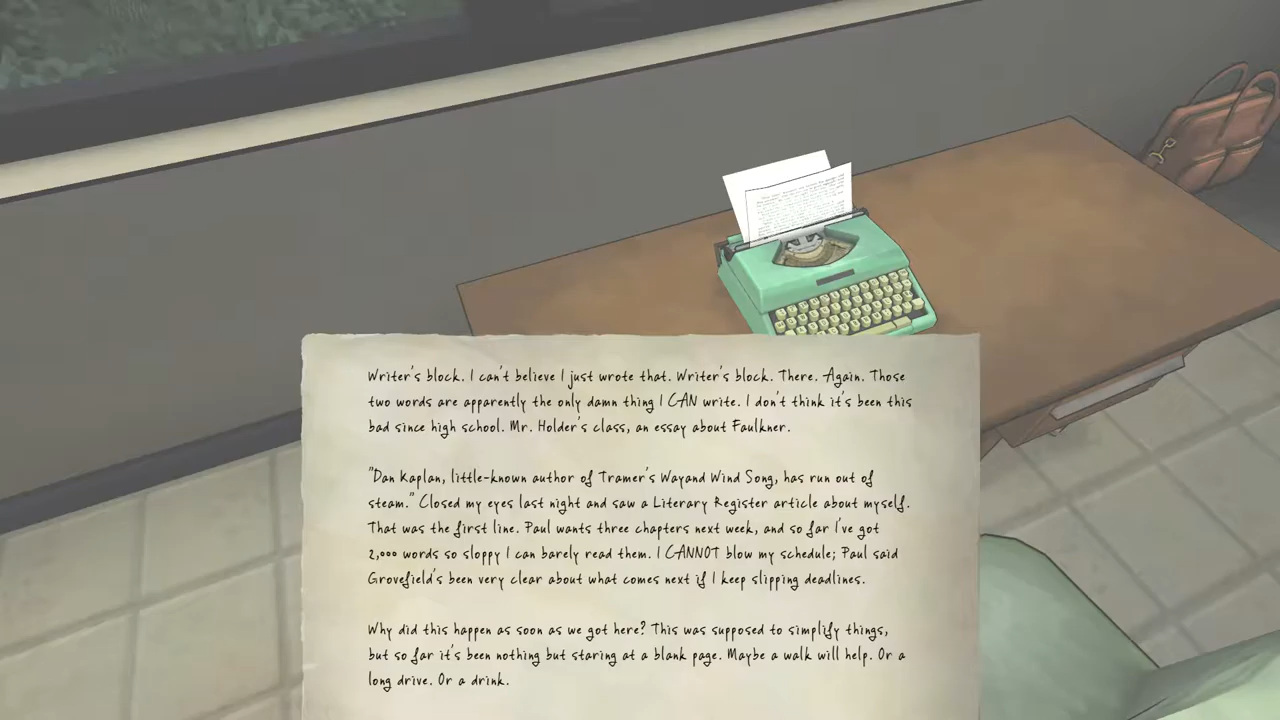 Writer's block. I can't believe I just wrote that. Writer's block. There. Again. Those
two words are apparently the only damn thing I CAN write. I don't think it's been this
bad since high school. Mr. Holder's class, an essay about Faulkner.
"Dan Kaplan, little-known author of Tramer's Wayand Wind Song, has run out of
steam." Closed my eyes last night and saw a Literary Register article about myself.
That was the first line. Paul wants three chapters next week, and so far I've got
2,000 words so sloppy I can barely read them. I CANNOT blow my schedule; Paul said
Grovefield's been very clear about what comes next if I keep slipping deadlines.
Why did this happen as soon as we got here? This was supposed to simplify things,
but so far it's been nothing but staring at a blank page. Maybe a walk will help. Or a
long drive. Or a drink.